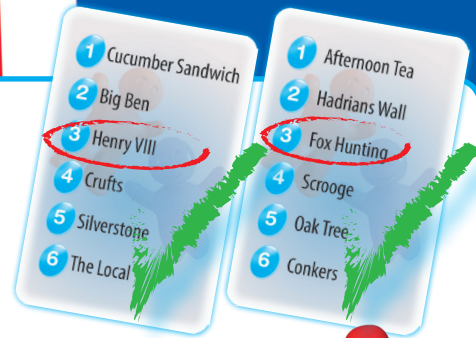 1 Cucumber Sandwich
2 Big Ben
3 Henry VIII
4 Crufts
5 Silverstone
6 The Local
1 Afternoon Tea
2 Hadrians Wall
3 Fox Hunting
4 Scrooge
5 Oak Tree
6 Conkers